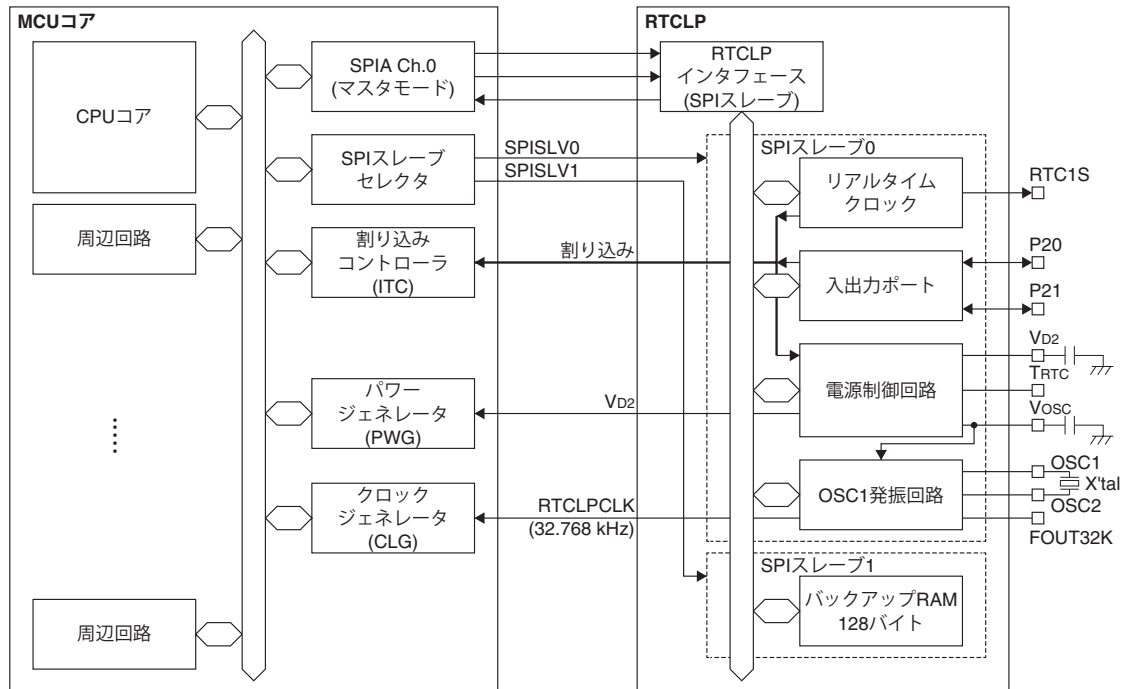 MCUコア
CPUコア
周辺回路
周辺回路
SPIA Ch.0
(マスタモード)
SPIスレーブ
セレクタ
割り込み
コントローラ
(ITC)
パワー
ジェネレータ
(PWG)
クロック
ジェネレータ
(CLG)
SPISLV0
SPISLV1
割り込み
VD2
RTCLPCLK
(32.768 kHz)
RTCLP
RTCLP
インタフェース
(SPIスレーブ)
SPIスレーブ0
リアルタイム
クロック
入出力ポート
電源制御回路
OSC1発振回路
SPIスレーブ1
バックアップRAM
128バイト
RTC1S
P20
P21
VD2
TRTC
VOSC
OSC1
X'tal
OSC2
FOUT32K